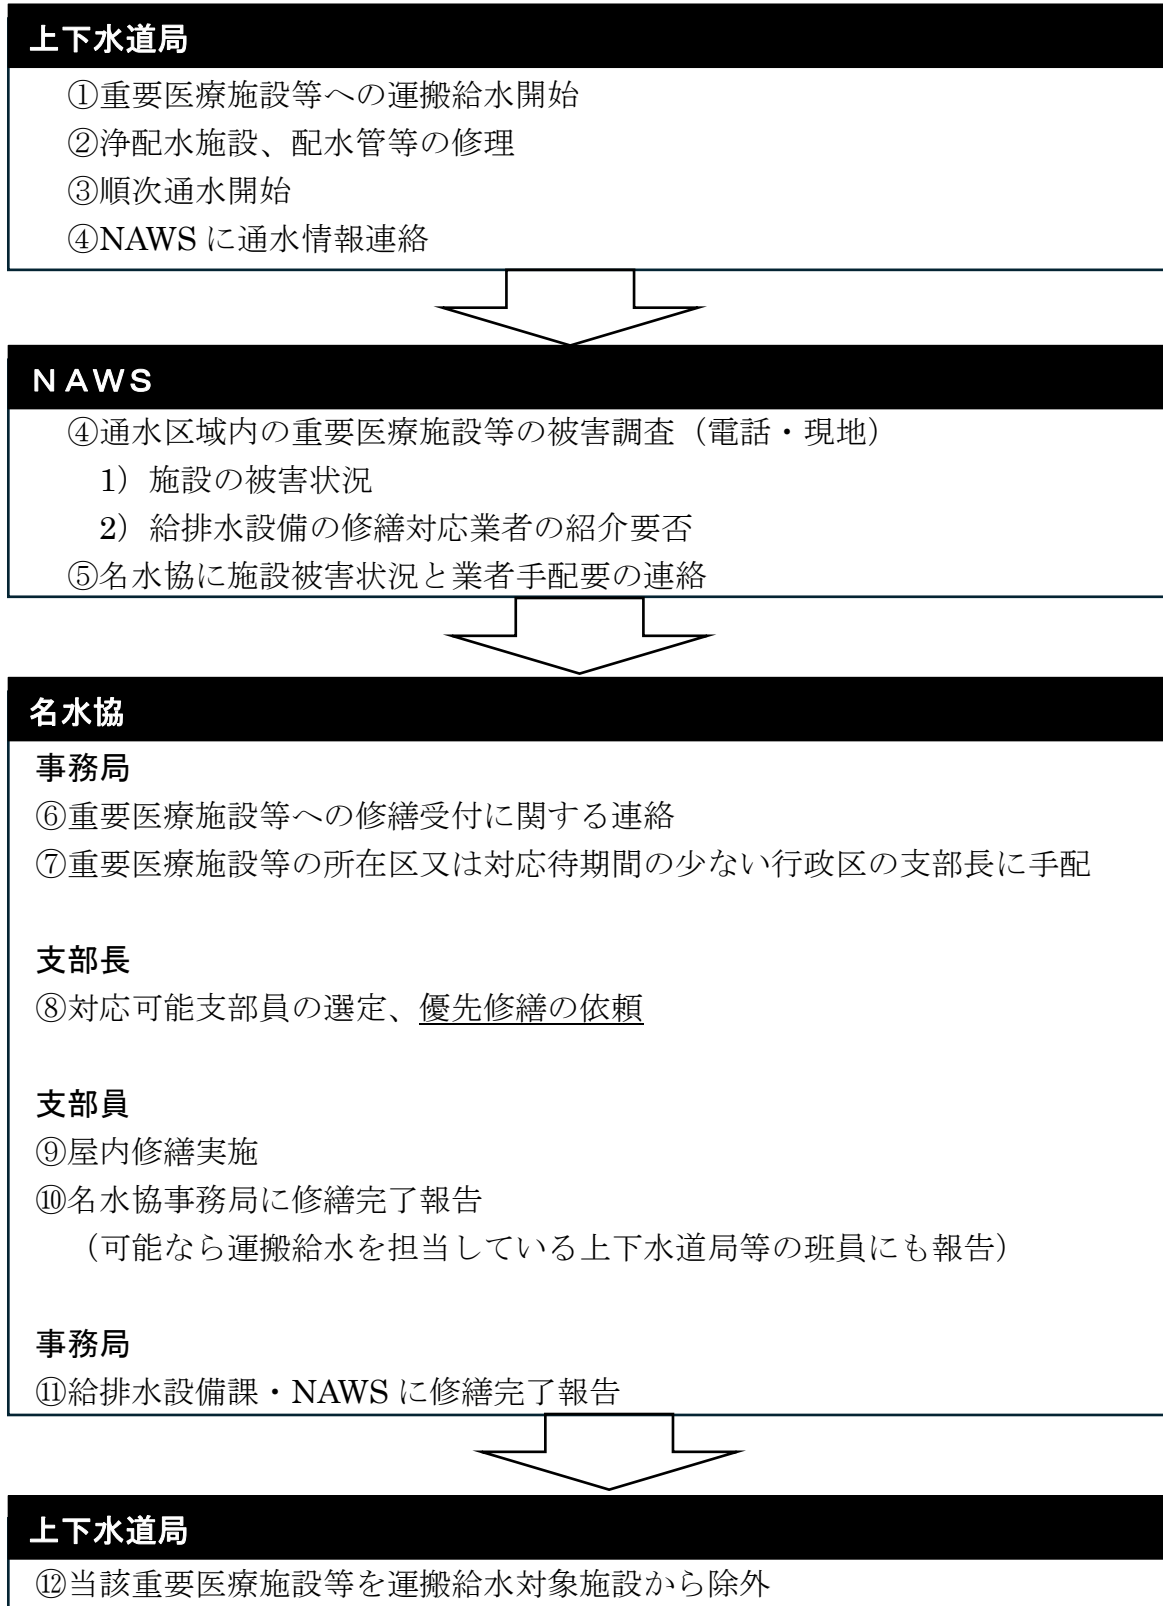 上下水道局
①重要医療施設等への運搬給水開始
②浄配水施設、配水管等の修理
③順次通水開始
④NAWS に通水情報連絡
ＮＡＷＳ
④通水区域内の重要医療施設等の被害調査（電話・現地）
1）施設の被害状況
2）給排水設備の修繕対応業者の紹介要否
⑤名水協に施設被害状況と業者手配要の連絡
名水協
事務局
⑥重要医療施設等への修繕受付に関する連絡
⑦重要医療施設等の所在区又は対応待期間の少ない行政区の支部長に手配
支部長
⑧対応可能支部員の選定、優先修繕の依頼
支部員
⑨屋内修繕実施
⑩名水協事務局に修繕完了報告
（可能なら運搬給水を担当している上下水道局等の班員にも報告）
事務局
⑪給排水設備課・NAWS に修繕完了報告
上下水道局
⑫当該重要医療施設等を運搬給水対象施設から除外